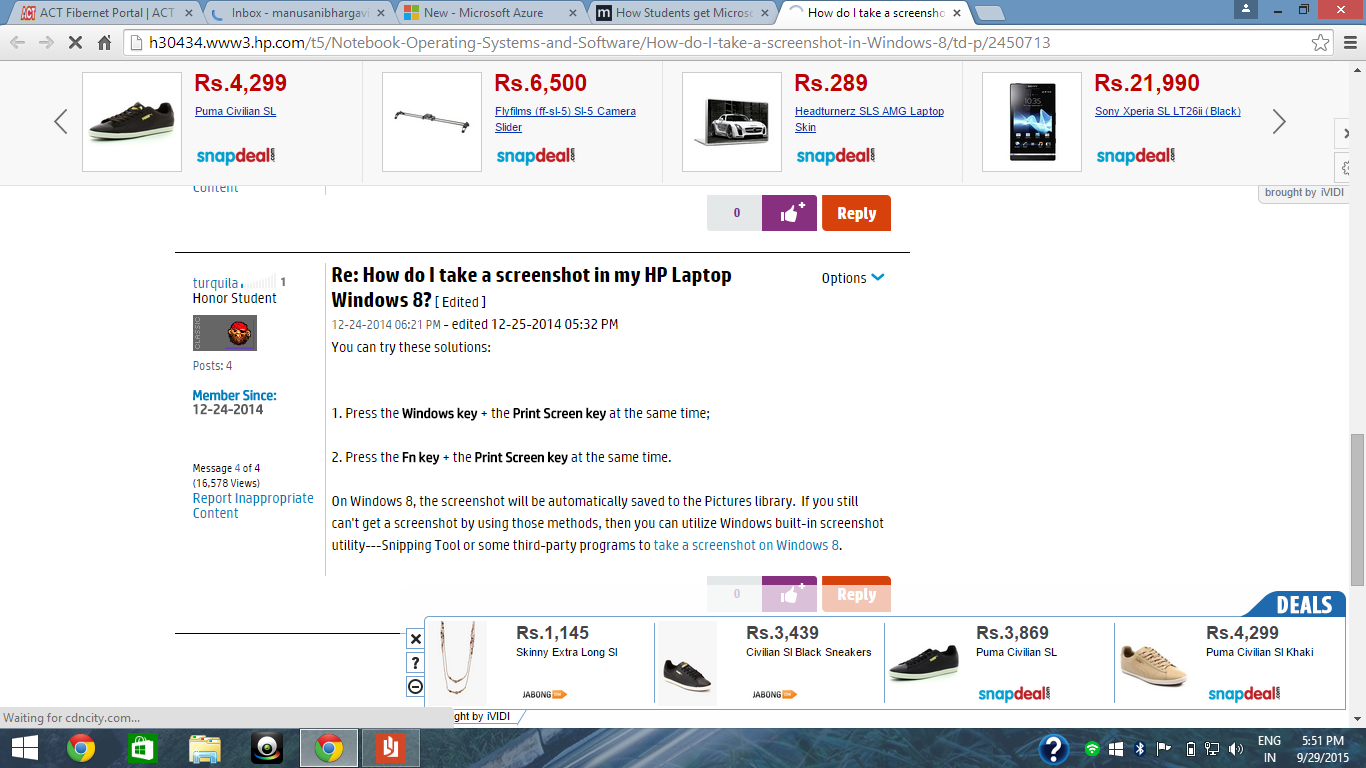 ACT Fibernet Portal | ACT
Inbox - manusanibhargavi
New - Microsoft Azure
How Students get Microso
How do I take a screensho
h30434.www3.hp.com/t5/Notebook-Operating-Systems-and-Software/How-do-I-take-a-screenshot-in-Windows-8/td-p/2450713
Rs.4,299
Puma Civilian SL
snapdeal
Rs.6,500
Flyfilms (ff-sl-5) Sl-5 Camera
Slider
snapdeal
Rs.289
Headturnerz SLS AMG Laptop
Skin
snapdeal
Rs.21,990
Sony Xperia SL LT26ii (Black)
snapdeal
brought by iVIDI
Content
0
Reply
turquila 1
Honor Student
CLASSIC
Posts: 4
Member Since:
12-24-2014
Message 4 of 4
(16,578 Views)
Report Inappropriate
Content
Re: How do I take a screenshot in my HP Laptop
Windows 8? [ Edited ]
Options
12-24-2014 06:21 PM - edited 12-25-2014 05:32 PM
You can try these solutions:
1. Press the Windows key + the Print Screen key at the same time;
2. Press the Fn key + the Print Screen key at the same time.
On Windows 8, the screenshot will be automatically saved to the Pictures library. If you still
can't get a screenshot by using those methods, then you can utilize Windows built-in screenshot
utility---Snipping Tool or some third-party programs to take a screenshot on Windows 8.
0
Reply
DEALS
Rs.1,145
Skinny Extra Long Sl
JABONG
Rs.3,439
Civilian Sl Black Sneakers
JABONG
Rs.3,869
Puma Civilian SL
snapdeal
Rs.4,299
Puma Civilian Sl Khaki
snapdeal
ght by iVIDI
Waiting for cdncity.com...
ENG
IN
5:51 PM
9/29/2015